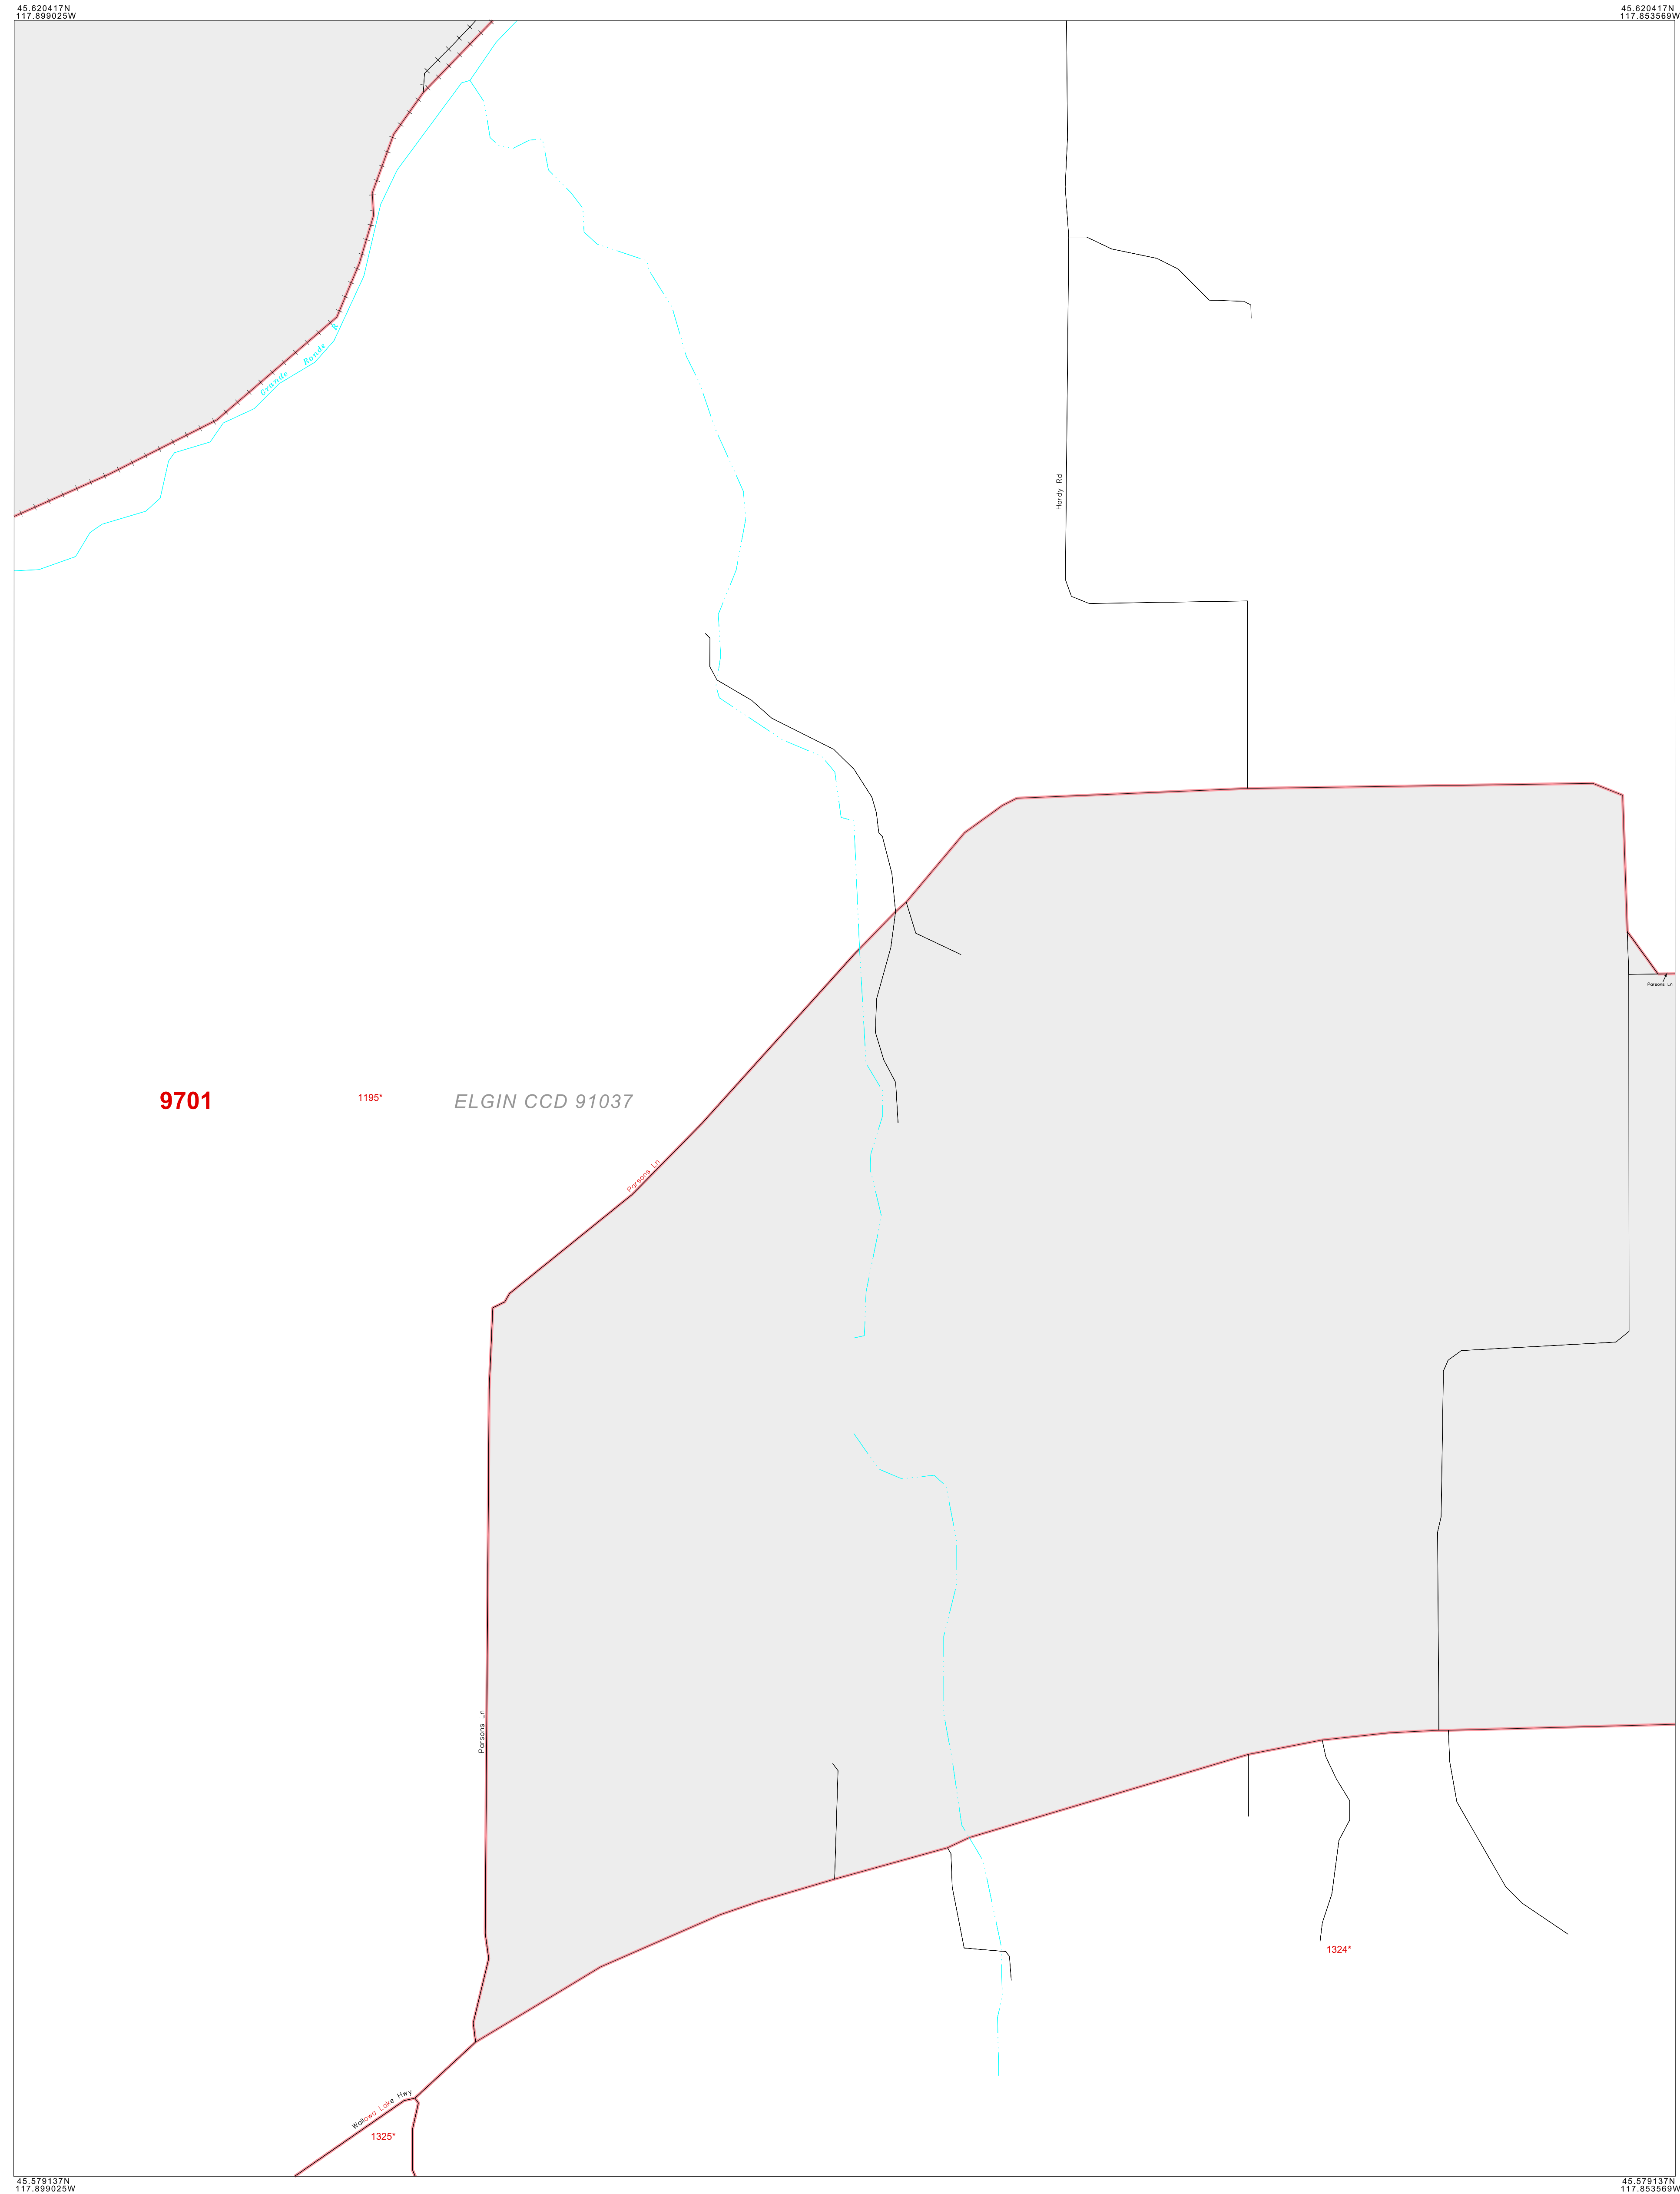 45.620417N
117.899025W
45.620417N
117.853569W
Grande Ronde R
Hardy Rd
Parsons Ln
9701
1195*
ELGIN CCD 91037
Parsons Ln
Parsons Ln
1324*
Wallowa Lake Hwy
1325*
45.579137N
117.899025W
45.579137N
117.853569W